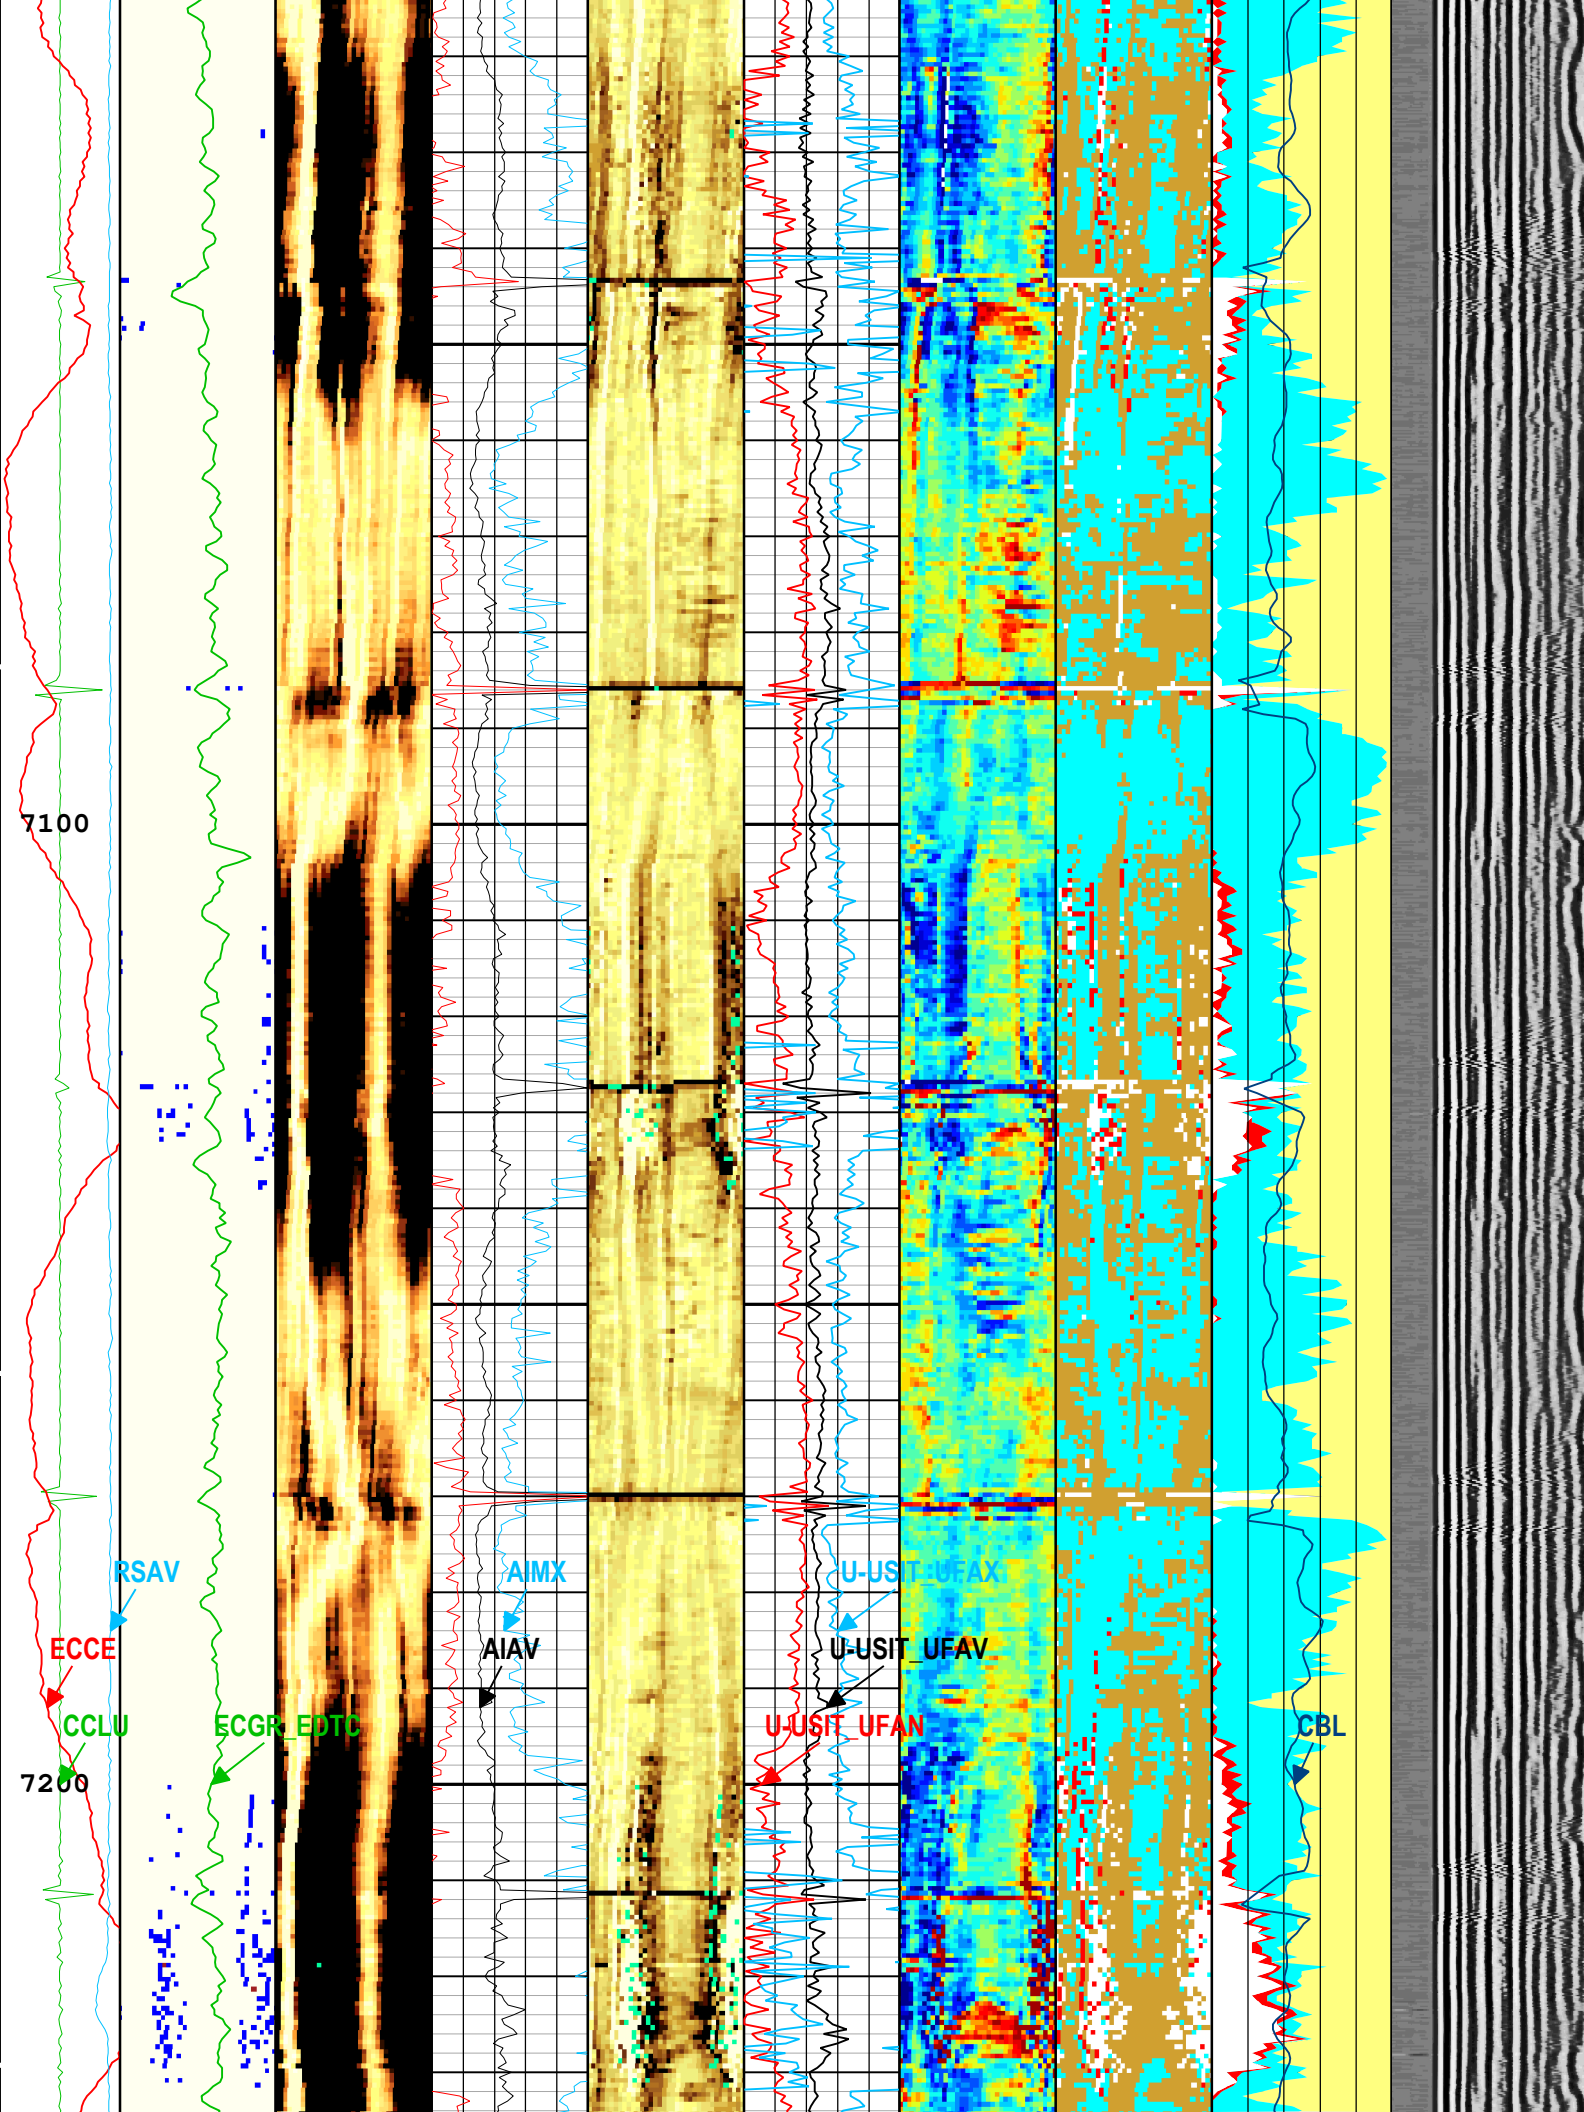 7100
RSAV
AIMX
U-USIT_UFAX
ECCE
AIAV
U-USIT_UFAV
CCLU
ECGR_EDTC
U-USIT_UFAN
CBL
7200